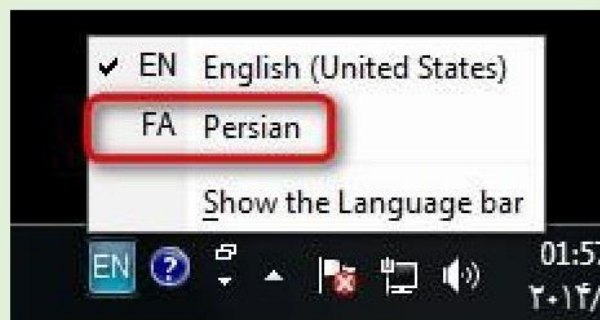 ✓ EN English (United States)
FA Persian
Show the Language bar
EN
01:57
۲۰۱۴/